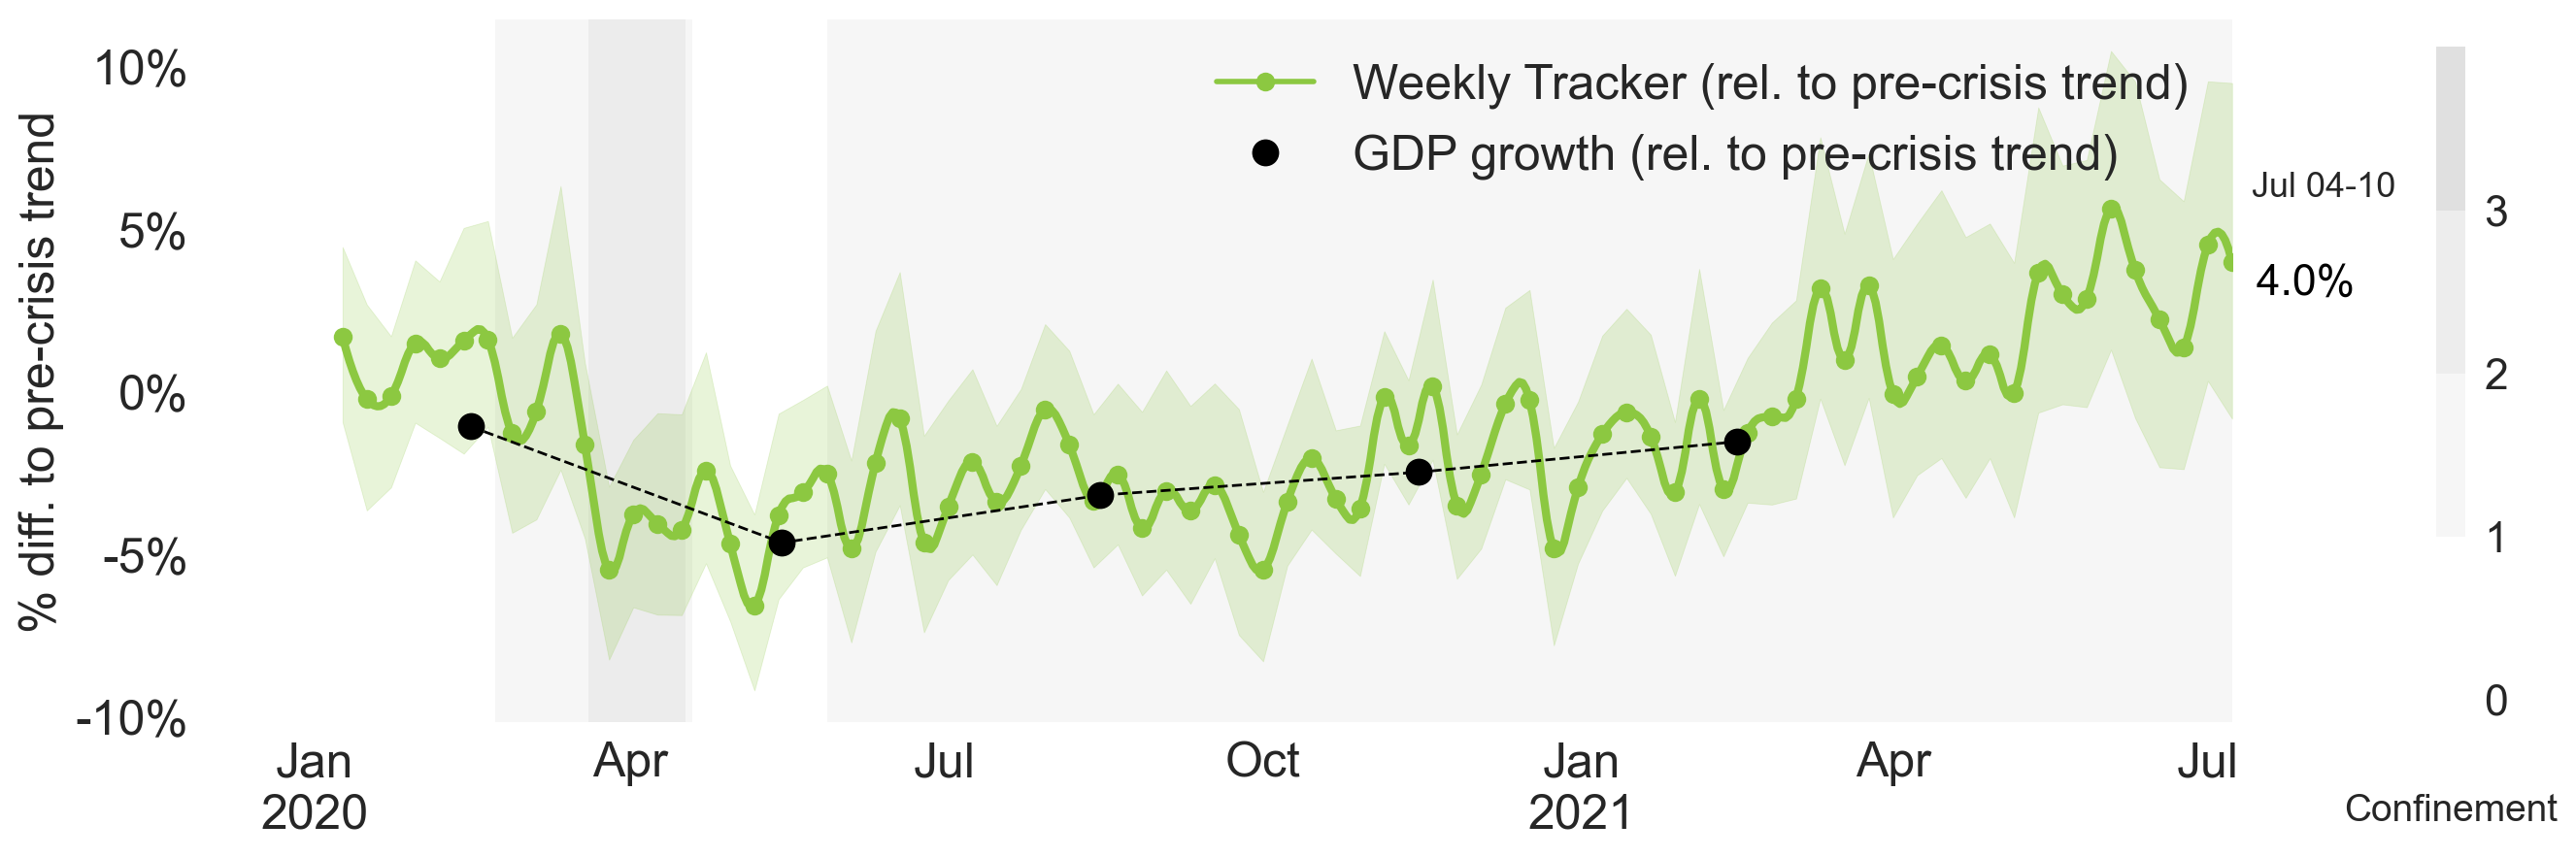 Weekly Tracker (rel. to pre-crisis trend)
GDP growth (rel. to pre-crisis trend)
% diff. to pre-crisis trend
10%
5%
0%
-5%
-10%
Jan
2020
Apr
Jul
Oct
Jan
2021
Apr
Jul
Jul 04-10
4.0%
3
2
1
0
Confinement